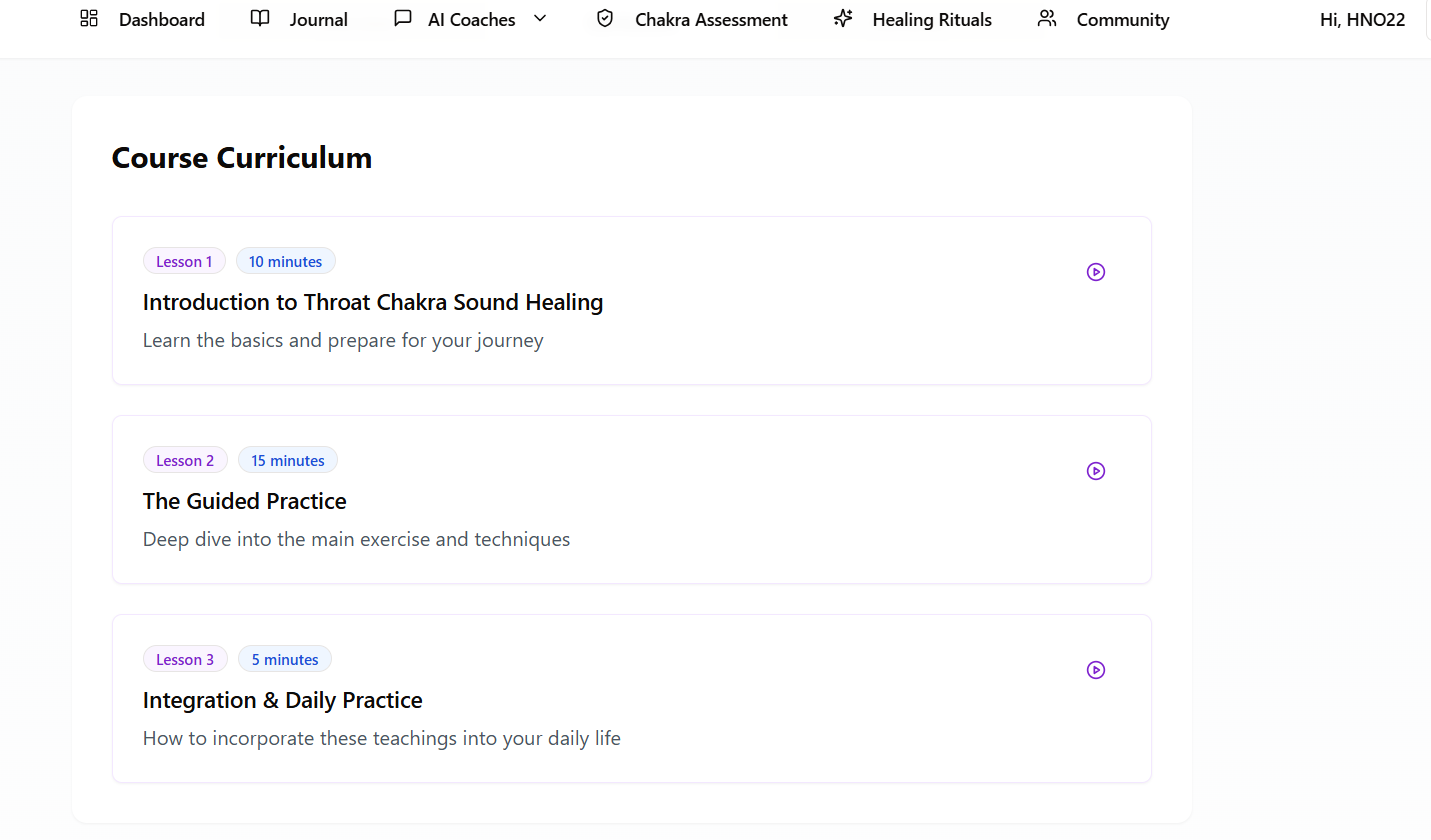 Dashboard Journal AI Coaches Chakra Assessment Healing Rituals Community Hi, HNO22
Course Curriculum
Lesson 1 10 minutes
Introduction to Throat Chakra Sound Healing
Learn the basics and prepare for your journey
Lesson 2 15 minutes
The Guided Practice
Deep dive into the main exercise and techniques
Lesson 3 5 minutes
Integration & Daily Practice
How to incorporate these teachings into your daily life